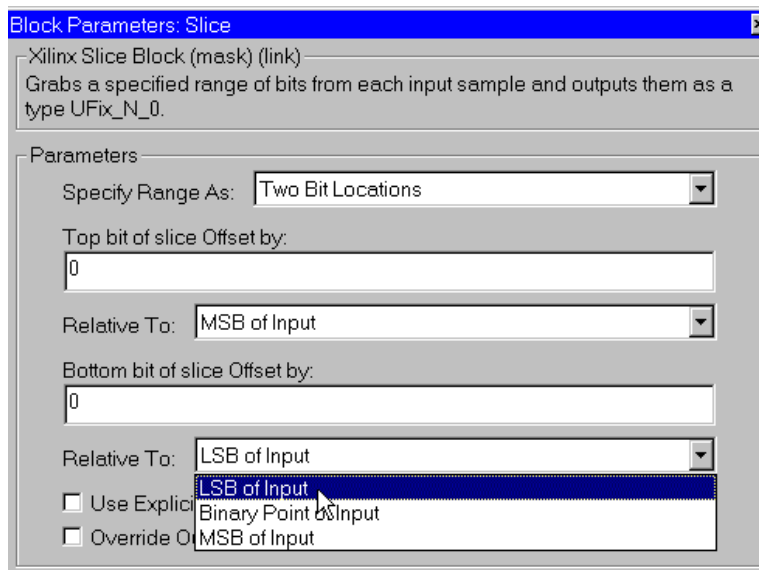 Block Parameters: Slice
Xilinx Slice Block (mask) (link)
Grabs a specified range of bits from each input sample and outputs them as a
type UFix_N_0.
Parameters
Specify Range As: Two Bit Locations
Top bit of slice Offset by:
0
Relative To: MSB of Input
Bottom bit of slice Offset by:
0
Relative To: LSB of Input
LSB of Input
Use
Binary Point of Input
Override
MSB of Input